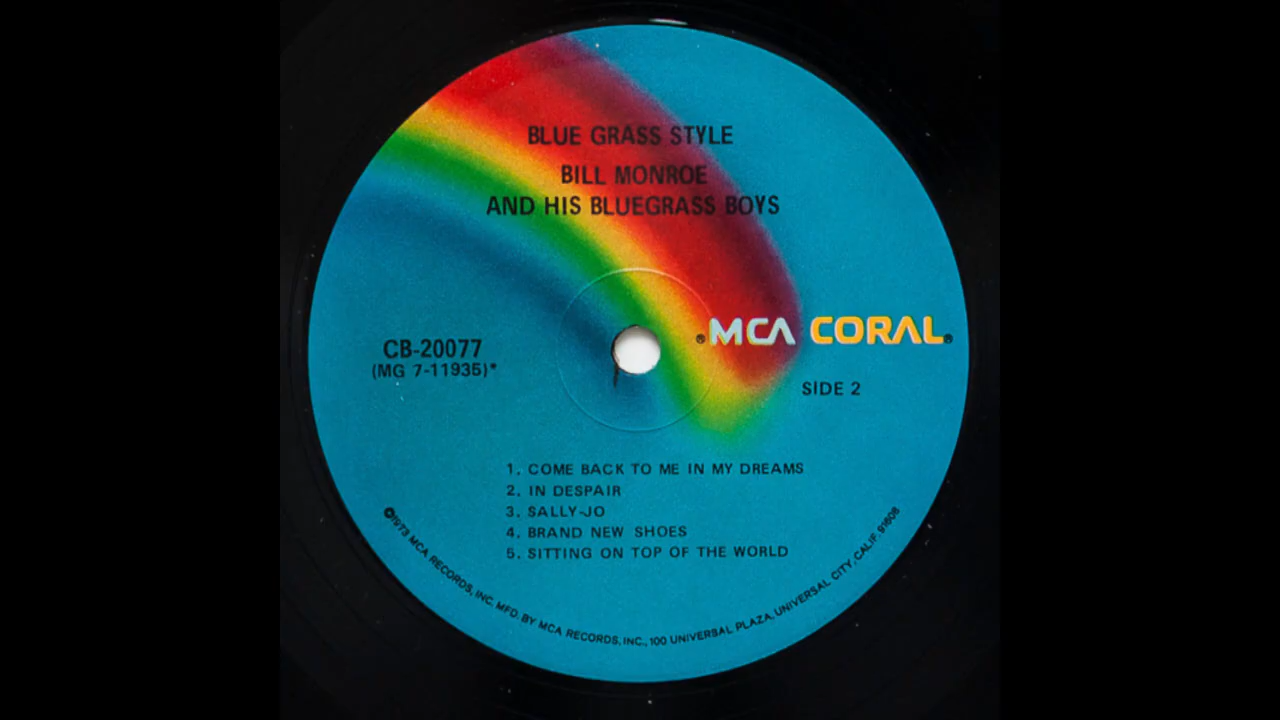 BLUE GRASS STYLE
BILL MONROE
AND HIS BLUEGRASS BOYS
MCA CORAL
CB-20077
(MG 7-11935)*
SIDE 2
1. COME BACK TO ME IN MY DREAMS
2. IN DESPAIR
3. SALLY-JO
4. BRAND NEW SHOES
5. SITTING ON TOP OF THE WORLD
℗1973 MCA RECORDS, INC. MFD. BY MCA RECORDS, INC., 100 UNIVERSAL PLAZA, UNIVERSAL CITY, CALIF. 91608